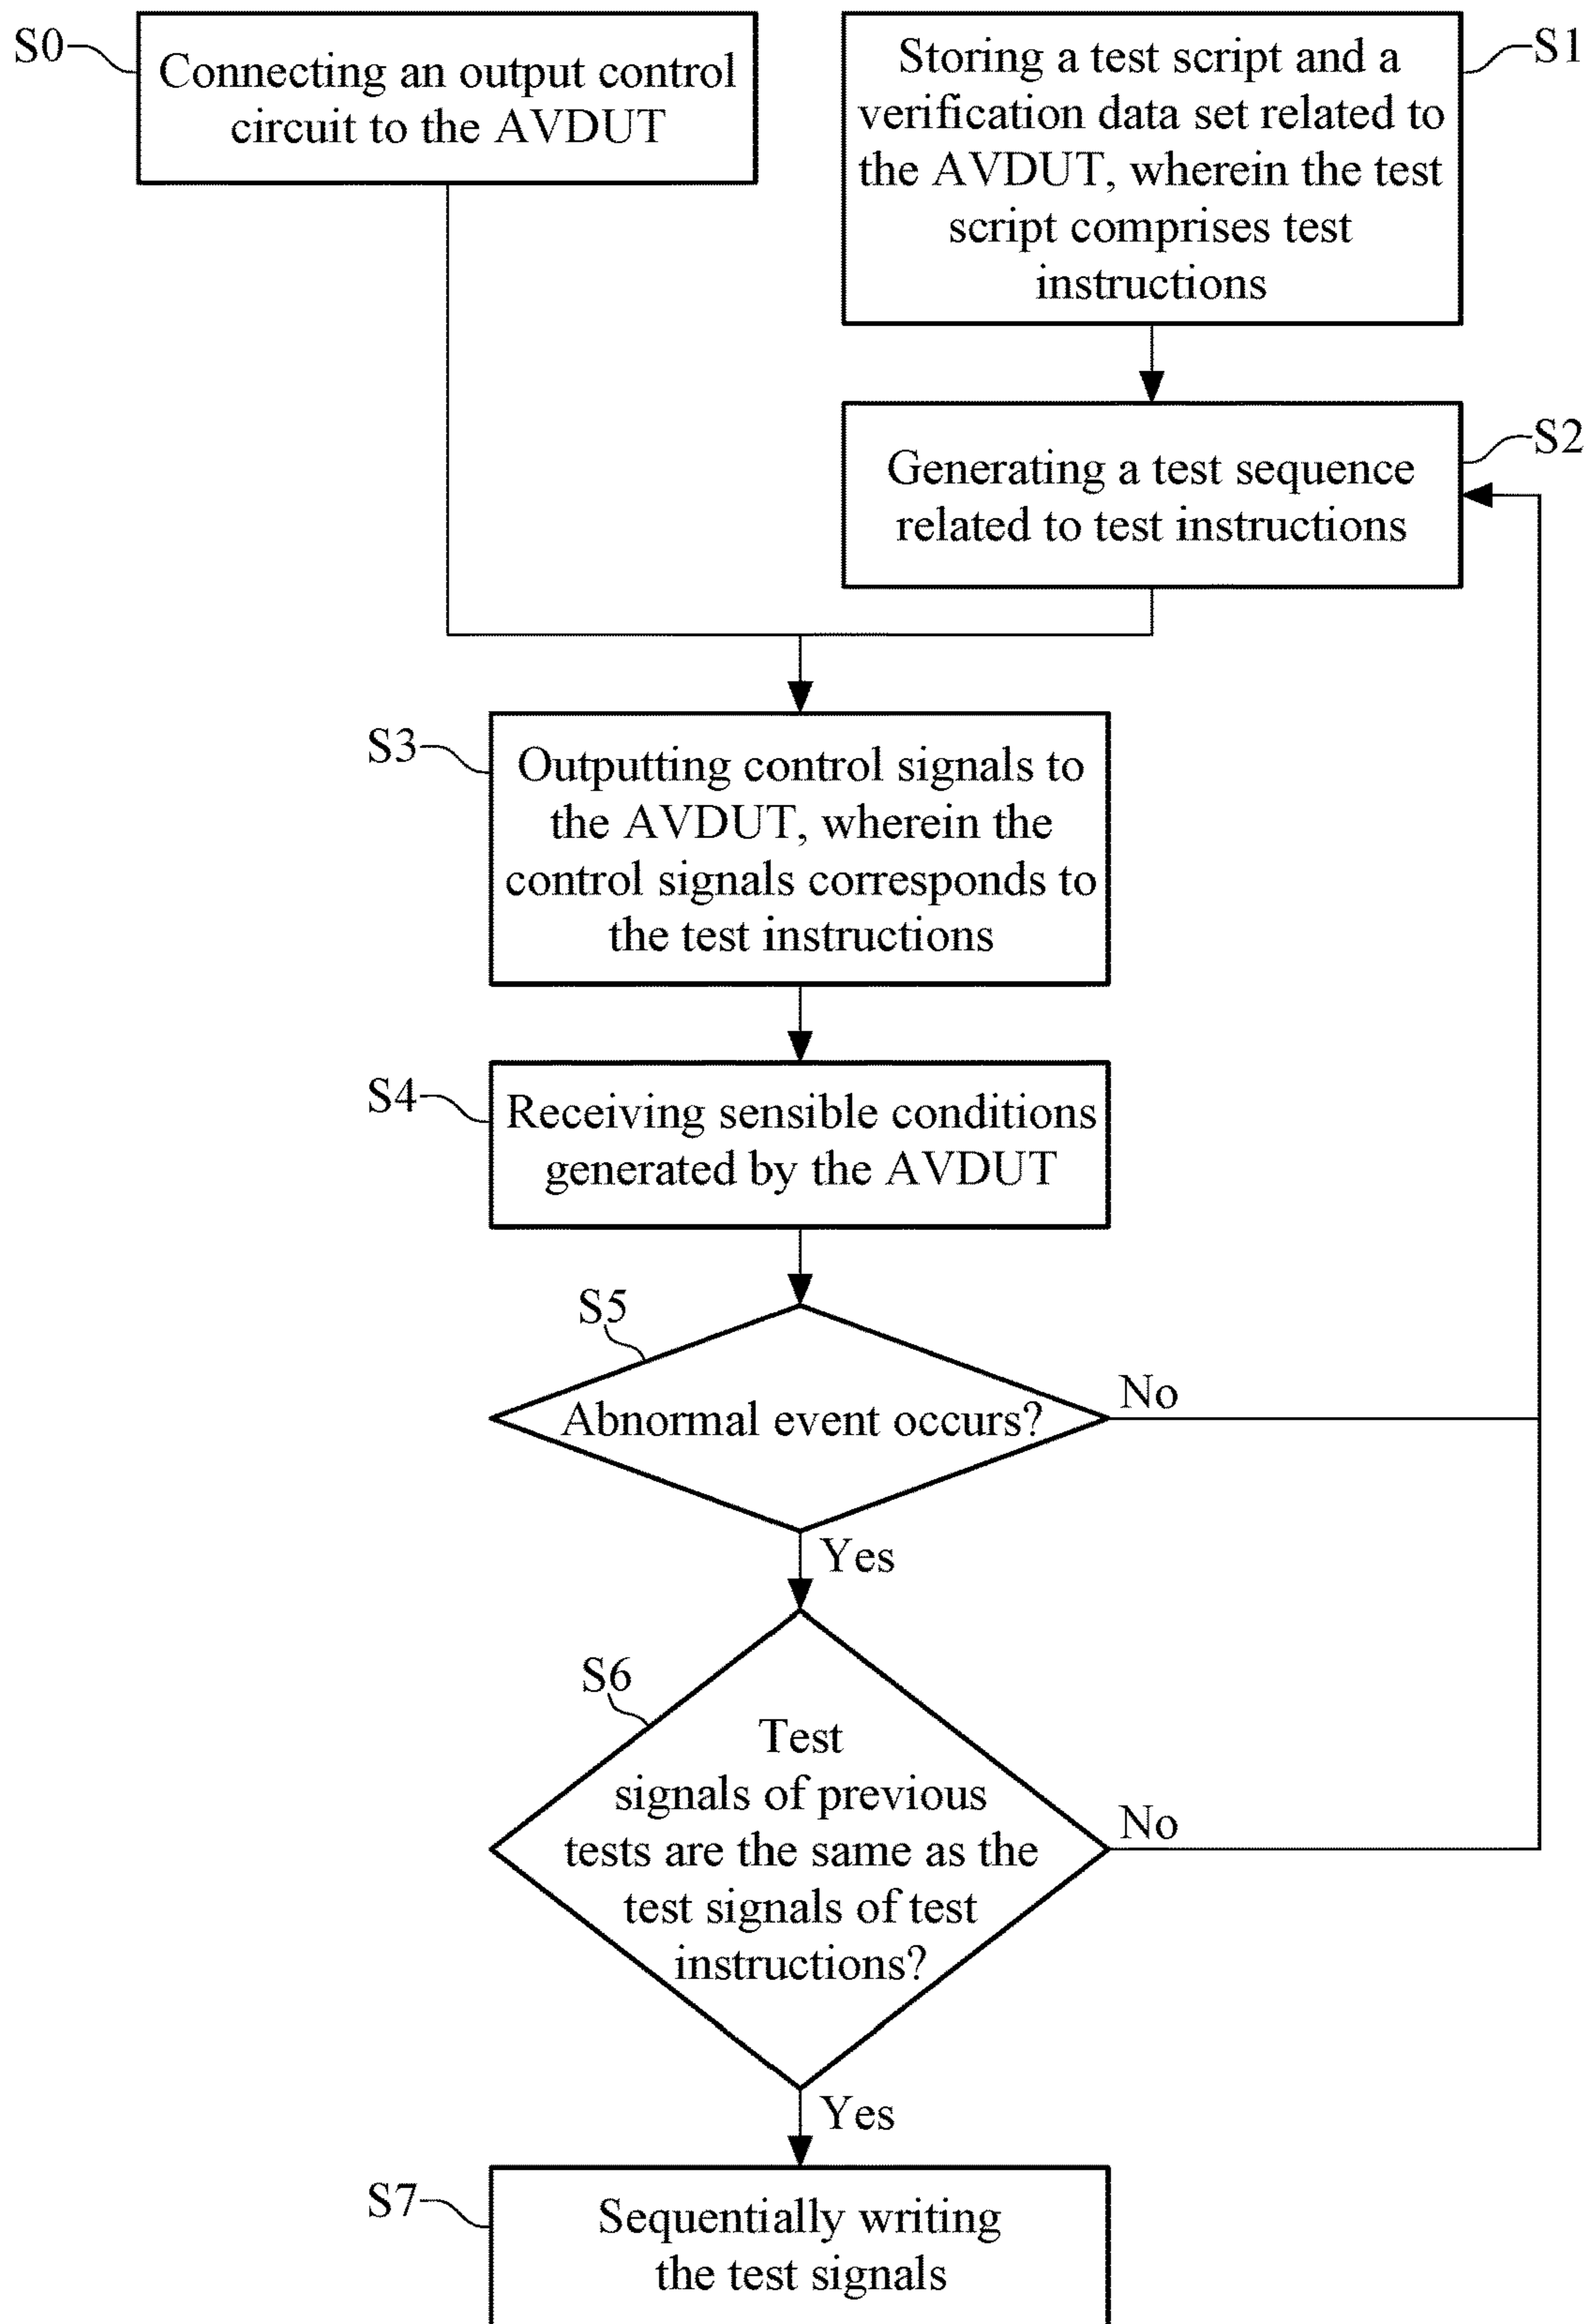 S0
Connecting an output control
circuit to the AVDUT
S1
Storing a test script and a
verification data set related to
the AVDUT, wherein the test
script comprises test
instructions
S2
Generating a test sequence
related to test instructions
S3
Outputting control signals to
the AVDUT, wherein the
control signals corresponds to
the test instructions
S4
Receiving sensible conditions
generated by the AVDUT
S5
Abnormal event occurs?
No
Yes
S6
Test
signals of previous
tests are the same as the
test signals of test
instructions?
No
Yes
S7
Sequentially writing
the test signals